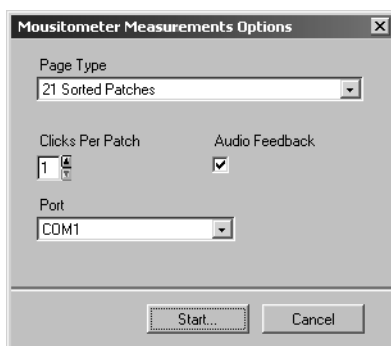 Mousitometer Measurements Options
Page Type
21 Sorted Patches
Clicks Per Patch Audio Feedback
1
Port
COM1
Start... Cancel